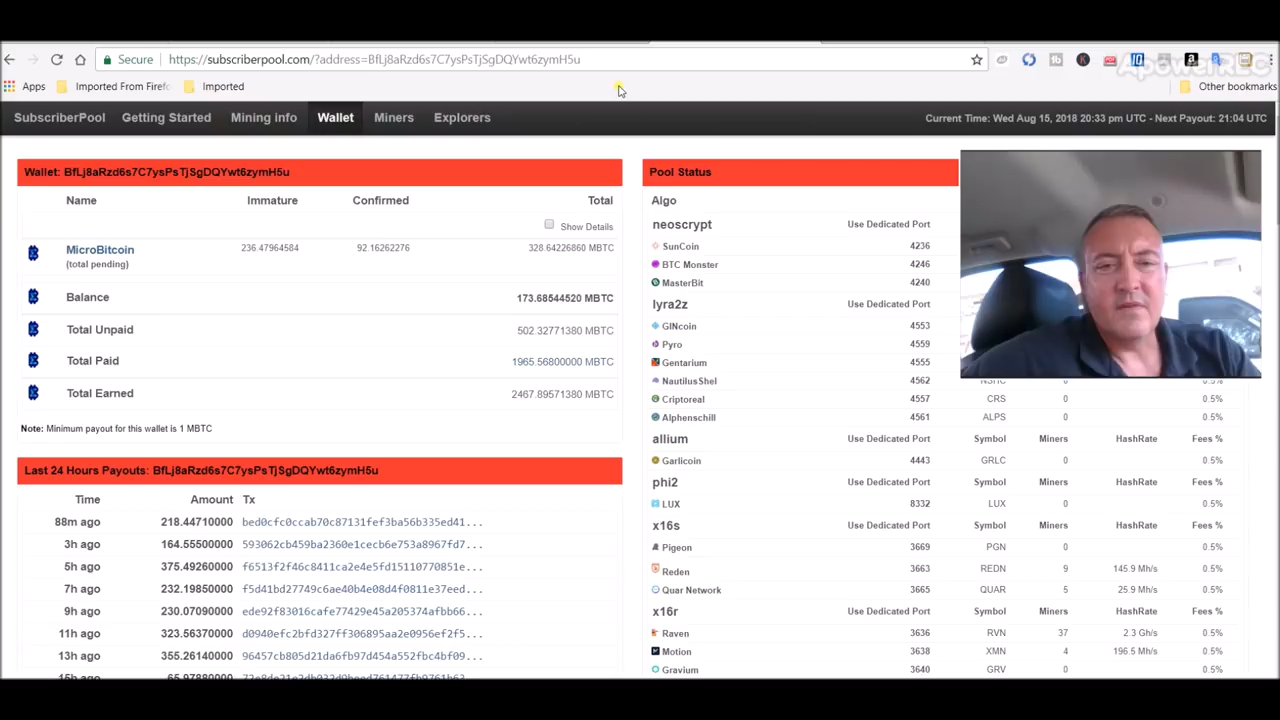 Secure https://subscriberpool.com/?address=BfLj8aRzd6s7C7ysPsTjSgDQYwt6zymH5u
ApowerREC
Apps Imported From Firef Imported Other bookmarks
SubscriberPool Getting Started Mining info Wallet Miners Explorers Current Time: Wed Aug 15, 2018 20:33 pm UTC - Next Payout: 21:04 UTC
Wallet: BfLj8aRzd6s7C7ysPsTjSgDQYwt6zymH5u
Name Immature Confirmed Total
Show Details
MicroBitcoin 236.47964584 92.16262276 328.64226860 MBTC
(total pending)
Balance 173.68544520 MBTC
Total Unpaid 502.32771380 MBTC
Total Paid 1965.56800000 MBTC
Total Earned 2467.89571380 MBTC
Note: Minimum payout for this wallet is 1 MBTC
Last 24 Hours Payouts: BfLj8aRzd6s7C7ysPsTjSgDQYwt6zymH5u
Time Amount Tx
88m ago 218.44710000 bed0cfc0ccab70c87131fef3ba56b335ed41...
3h ago 164.55500000 593062cb459ba2360e1cecb6e753a8967fd7...
5h ago 375.49260000 f6513f2f46c8411ca2e4e5fd15110770851e...
7h ago 232.19850000 f5d41bd27749c6ae40b4e08d4f0811e37eed...
9h ago 230.07090000 ede92f83016cafe77429e45a205374afbb66...
11h ago 323.56370000 d0940efc2bfd327ff306895aa2e0956ef2f5...
13h ago 355.26140000 96457cb805d21da6fb97d454a552fbc4bf09...
15h ago 65.97880000
Pool Status
Algo
neoscrypt Use Dedicated Port
SunCoin 4236
BTC Monster 4246
MasterBit 4240
lyra2z Use Dedicated Port
GINcoin 4553
Pyro 4559
Gentarium 4555
NautilusShel 4562 NSHC 0 0.5%
Criptoreal 4557 CRS 0 0.5%
Alphenschill 4561 ALPS 0 0.5%
allium Use Dedicated Port Symbol Miners HashRate Fees %
Garlicoin 4443 GRLC 0.5%
phi2 Use Dedicated Port Symbol Miners HashRate Fees %
LUX 8332 LUX 0.5%
x16s Use Dedicated Port Symbol Miners HashRate Fees %
Pigeon 3669 PGN 0 0.5%
Reden 3663 REDN 9 145.9 Mh/s 0.5%
Quar Network 3665 QUAR 5 25.9 Mh/s 0.5%
x16r Use Dedicated Port Symbol Miners HashRate Fees %
Raven 3636 RVN 37 2.3 Gh/s 0.5%
Motion 3638 XMN 4 196.5 Mh/s 0.5%
Gravium 3640 GRV 0 0.5%